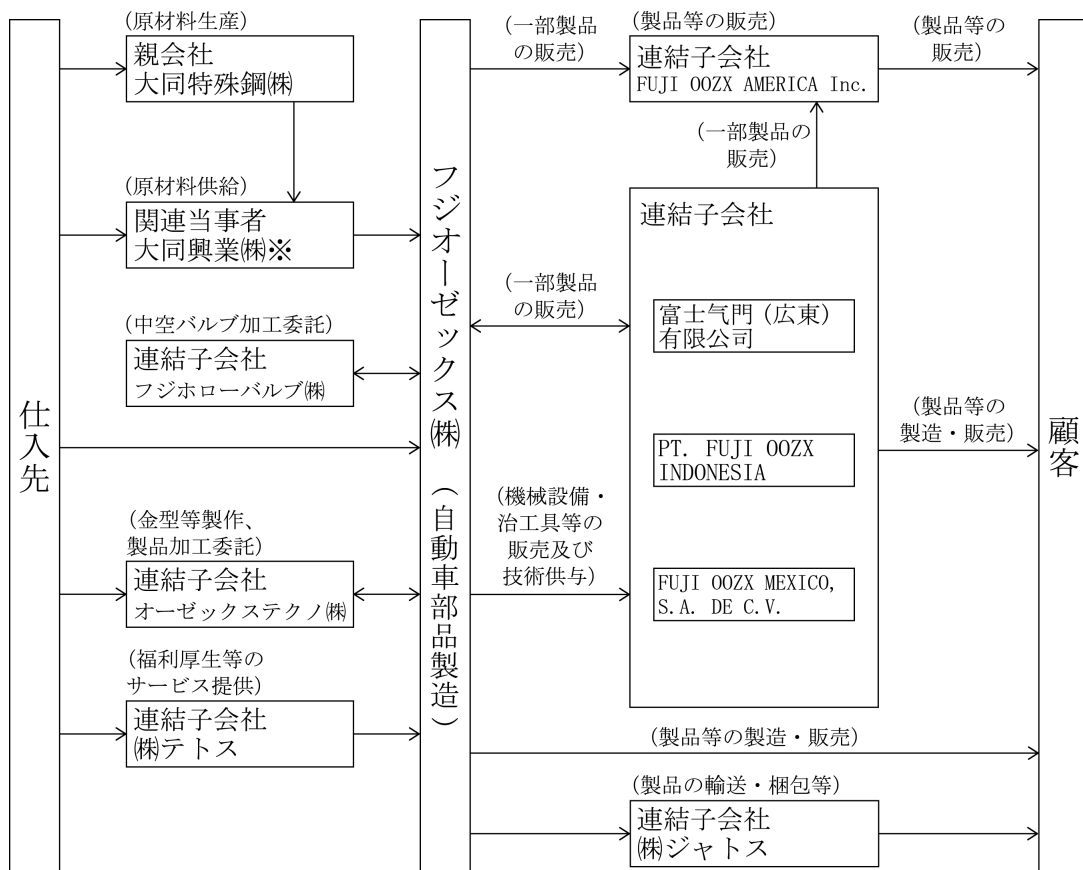 仕入先
(原材料生産)
親会社
大同特殊鋼㈱
(原材料供給)
関連当事者
大同興業㈱※
(中空バルブ加工委託)
連結子会社
フジホローバルブ㈱
(金型等製作、
製品加工委託)
連結子会社
オーゼックステクノ㈱
(福利厚生等の
サービス提供)
連結子会社
㈱テトス
フジオーゼックス㈱ (自動車部品製造)
(一部製品
の販売)
(製品等の販売)
連結子会社
FUJI OOZX AMERICA Inc.
(製品等の
販売)
(一部製品の
販売)
連結子会社
(一部製品
の販売)
富士气門(広東)
有限公司
PT. FUJI OOZX
INDONESIA
(製品等の
製造・販売)
(機械設備・
治工具等の
販売及び
技術供与)
FUJI OOZX MEXICO,
S.A. DE C.V.
(製品等の製造・販売)
(製品の輸送・梱包等)
連結子会社
㈱ジャトス
顧客